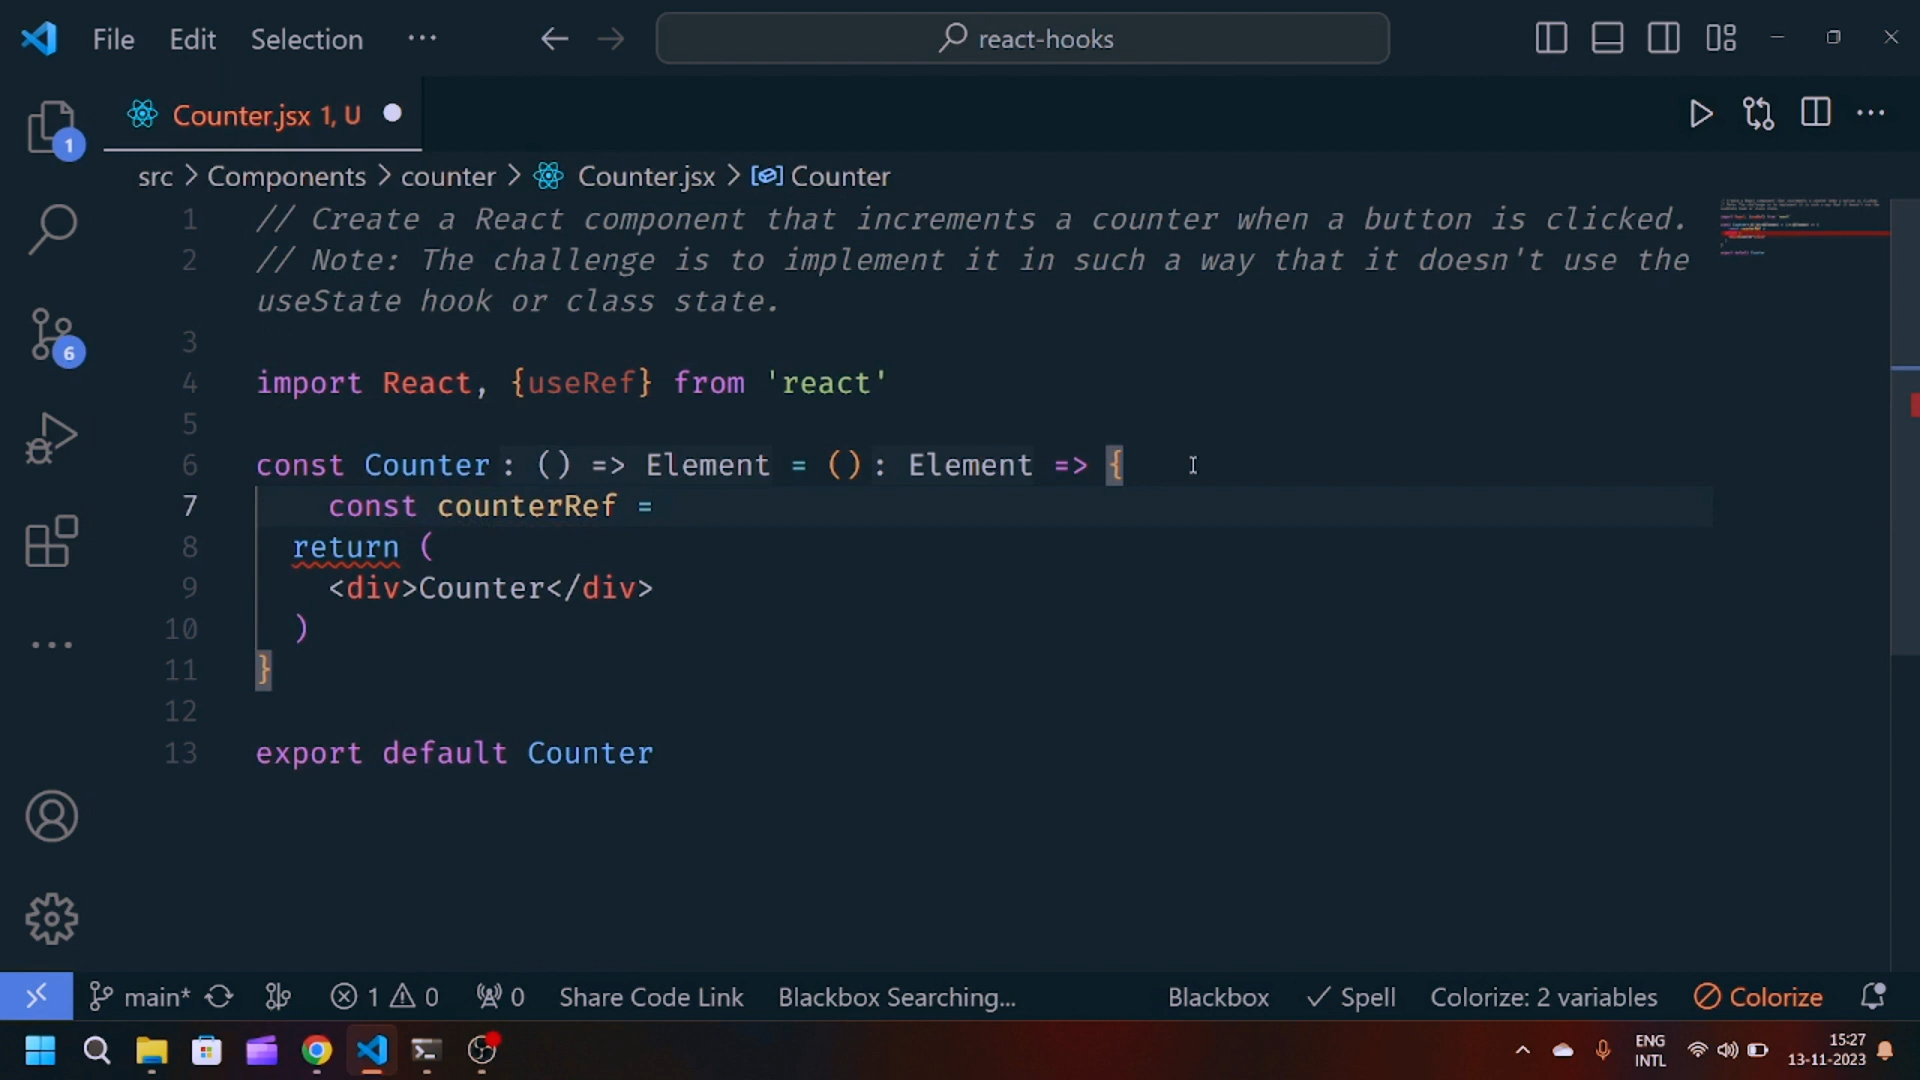 File Edit Selection ··· react-hooks
Counter.jsx 1, U
src > Components > counter > Counter.jsx > Counter
1 // Create a React component that increments a counter when a button is clicked.
2 // Note: The challenge is to implement it in such a way that it doesn't use the
useState hook or class state.
3
4 import React, {useRef} from 'react'
5
6 const Counter: () => Element = (): Element => {
7 const counterRef =
8 return (
9 <div>Counter</div>
10 )
11 }
12
13 export default Counter
1
6
main* 1 0 0 Share Code Link Blackbox Searching... Blackbox Spell Colorize: 2 variables Colorize
ENG
INTL
15:27
13-11-2023